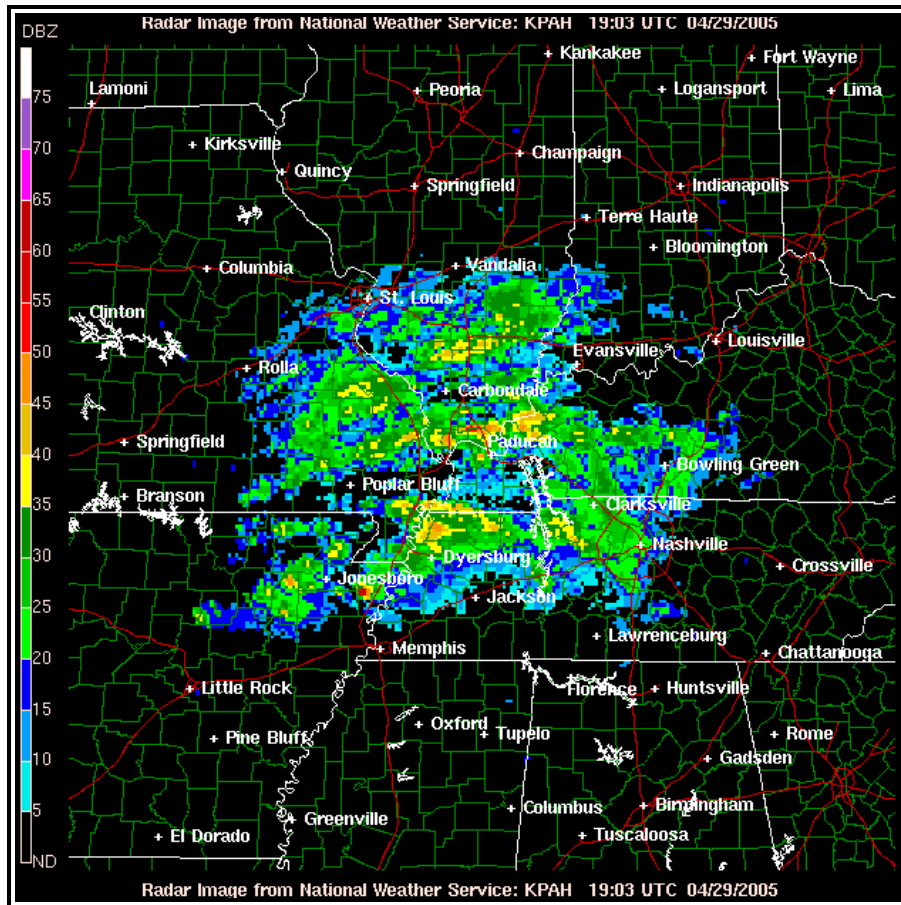 Radar Image from National Weather Service: KPAH 19:03 UTC 04/29/2005
DBZ
75
70
65
60
55
50
45
40
35
30
25
20
15
10
5
ND
Kankakee
Fort Wayne
Lamoni
Peoria
Logansport
Lima
Kirksville
Champaign
Quincy
Springfield
Indianapolis
Terre Haute
Bloomington
Columbia
Vandalia
St. Louis
Clinton
Evansville
Louisville
Rolla
Carbondale
Springfield
Paducah
Bowling Green
Branson
Poplar Bluff
Clarksville
Nashville
Dyersburg
Crossville
Jonesboro
Jackson
Lawrenceburg
Memphis
Chattanooga
Little Rock
Florence
Huntsville
Oxford
Pine Bluff
Tupelo
Rome
Gadsden
Greenville
Columbus
Birmingham
El Dorado
Tuscaloosa
Radar Image from National Weather Service: KPAH 19:03 UTC 04/29/2005